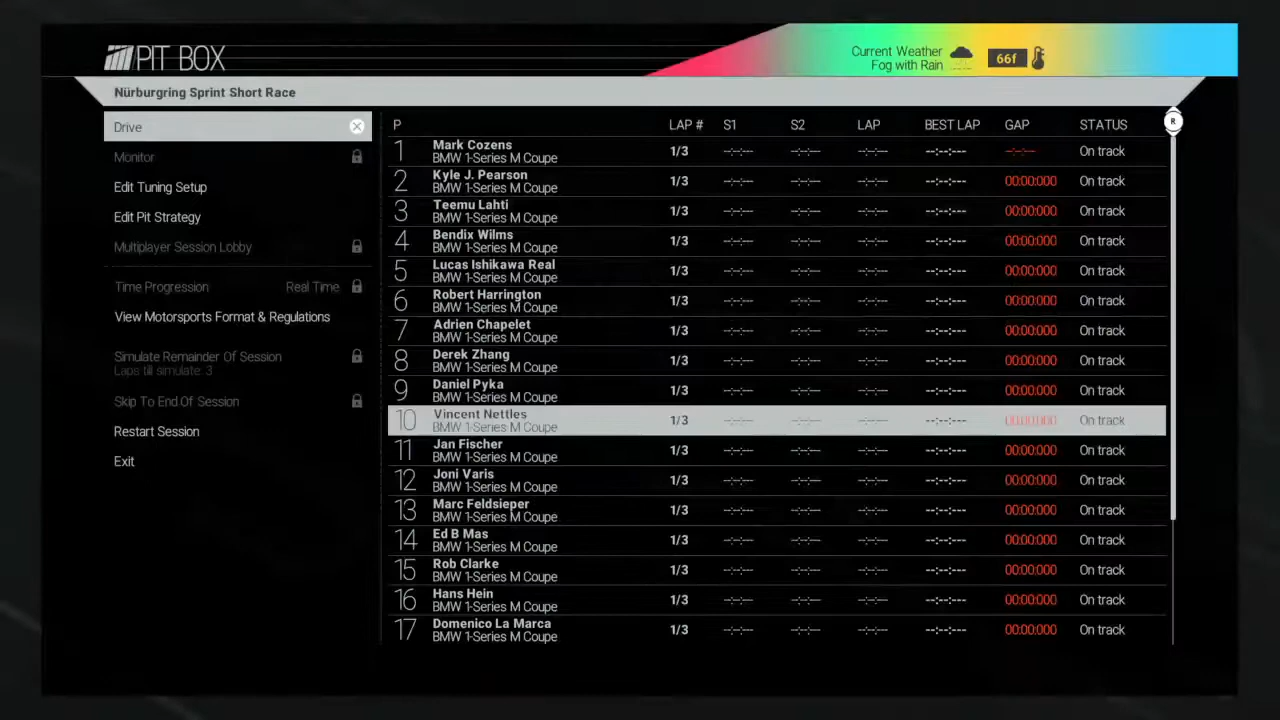 PIT BOX
Current Weather
Fog with Rain
66f
Nürburgring Sprint Short Race
Drive
Monitor
Edit Tuning Setup
Edit Pit Strategy
Multiplayer Session Lobby
Time Progression Real Time
View Motorsports Format & Regulations
Simulate Remainder Of Session
Laps till simulate: 3
Skip To End Of Session
Restart Session
Exit
P LAP # S1 S2 LAP BEST LAP GAP STATUS
R
1 Mark Cozens
BMW 1-Series M Coupe 1/3 --:--:--- --:--:--- --:--:--- --:--:--- --:--:--- On track
2 Kyle J. Pearson
BMW 1-Series M Coupe 1/3 --:--:--- --:--:--- --:--:--- --:--:--- 00:00:000 On track
3 Teemu Lahti
BMW 1-Series M Coupe 1/3 --:--:--- --:--:--- --:--:--- --:--:--- 00:00:000 On track
4 Bendix Wilms
BMW 1-Series M Coupe 1/3 --:--:--- --:--:--- --:--:--- --:--:--- 00:00:000 On track
5 Lucas Ishikawa Real
BMW 1-Series M Coupe 1/3 --:--:--- --:--:--- --:--:--- --:--:--- 00:00:000 On track
6 Robert Harrington
BMW 1-Series M Coupe 1/3 --:--:--- --:--:--- --:--:--- --:--:--- 00:00:000 On track
7 Adrien Chapelet
BMW 1-Series M Coupe 1/3 --:--:--- --:--:--- --:--:--- --:--:--- 00:00:000 On track
8 Derek Zhang
BMW 1-Series M Coupe 1/3 --:--:--- --:--:--- --:--:--- --:--:--- 00:00:000 On track
9 Daniel Pyka
BMW 1-Series M Coupe 1/3 --:--:--- --:--:--- --:--:--- --:--:--- 00:00:000 On track
10 Vincent Nettles
BMW 1-Series M Coupe 1/3 --:--:--- --:--:--- --:--:--- --:--:--- 00:00:000 On track
11 Jan Fischer
BMW 1-Series M Coupe 1/3 --:--:--- --:--:--- --:--:--- --:--:--- 00:00:000 On track
12 Joni Varis
BMW 1-Series M Coupe 1/3 --:--:--- --:--:--- --:--:--- --:--:--- 00:00:000 On track
13 Marc Feldsieper
BMW 1-Series M Coupe 1/3 --:--:--- --:--:--- --:--:--- --:--:--- 00:00:000 On track
14 Ed B Mas
BMW 1-Series M Coupe 1/3 --:--:--- --:--:--- --:--:--- --:--:--- 00:00:000 On track
15 Rob Clarke
BMW 1-Series M Coupe 1/3 --:--:--- --:--:--- --:--:--- --:--:--- 00:00:000 On track
16 Hans Hein
BMW 1-Series M Coupe 1/3 --:--:--- --:--:--- --:--:--- --:--:--- 00:00:000 On track
17 Domenico La Marca
BMW 1-Series M Coupe 1/3 --:--:--- --:--:--- --:--:--- --:--:--- 00:00:000 On track